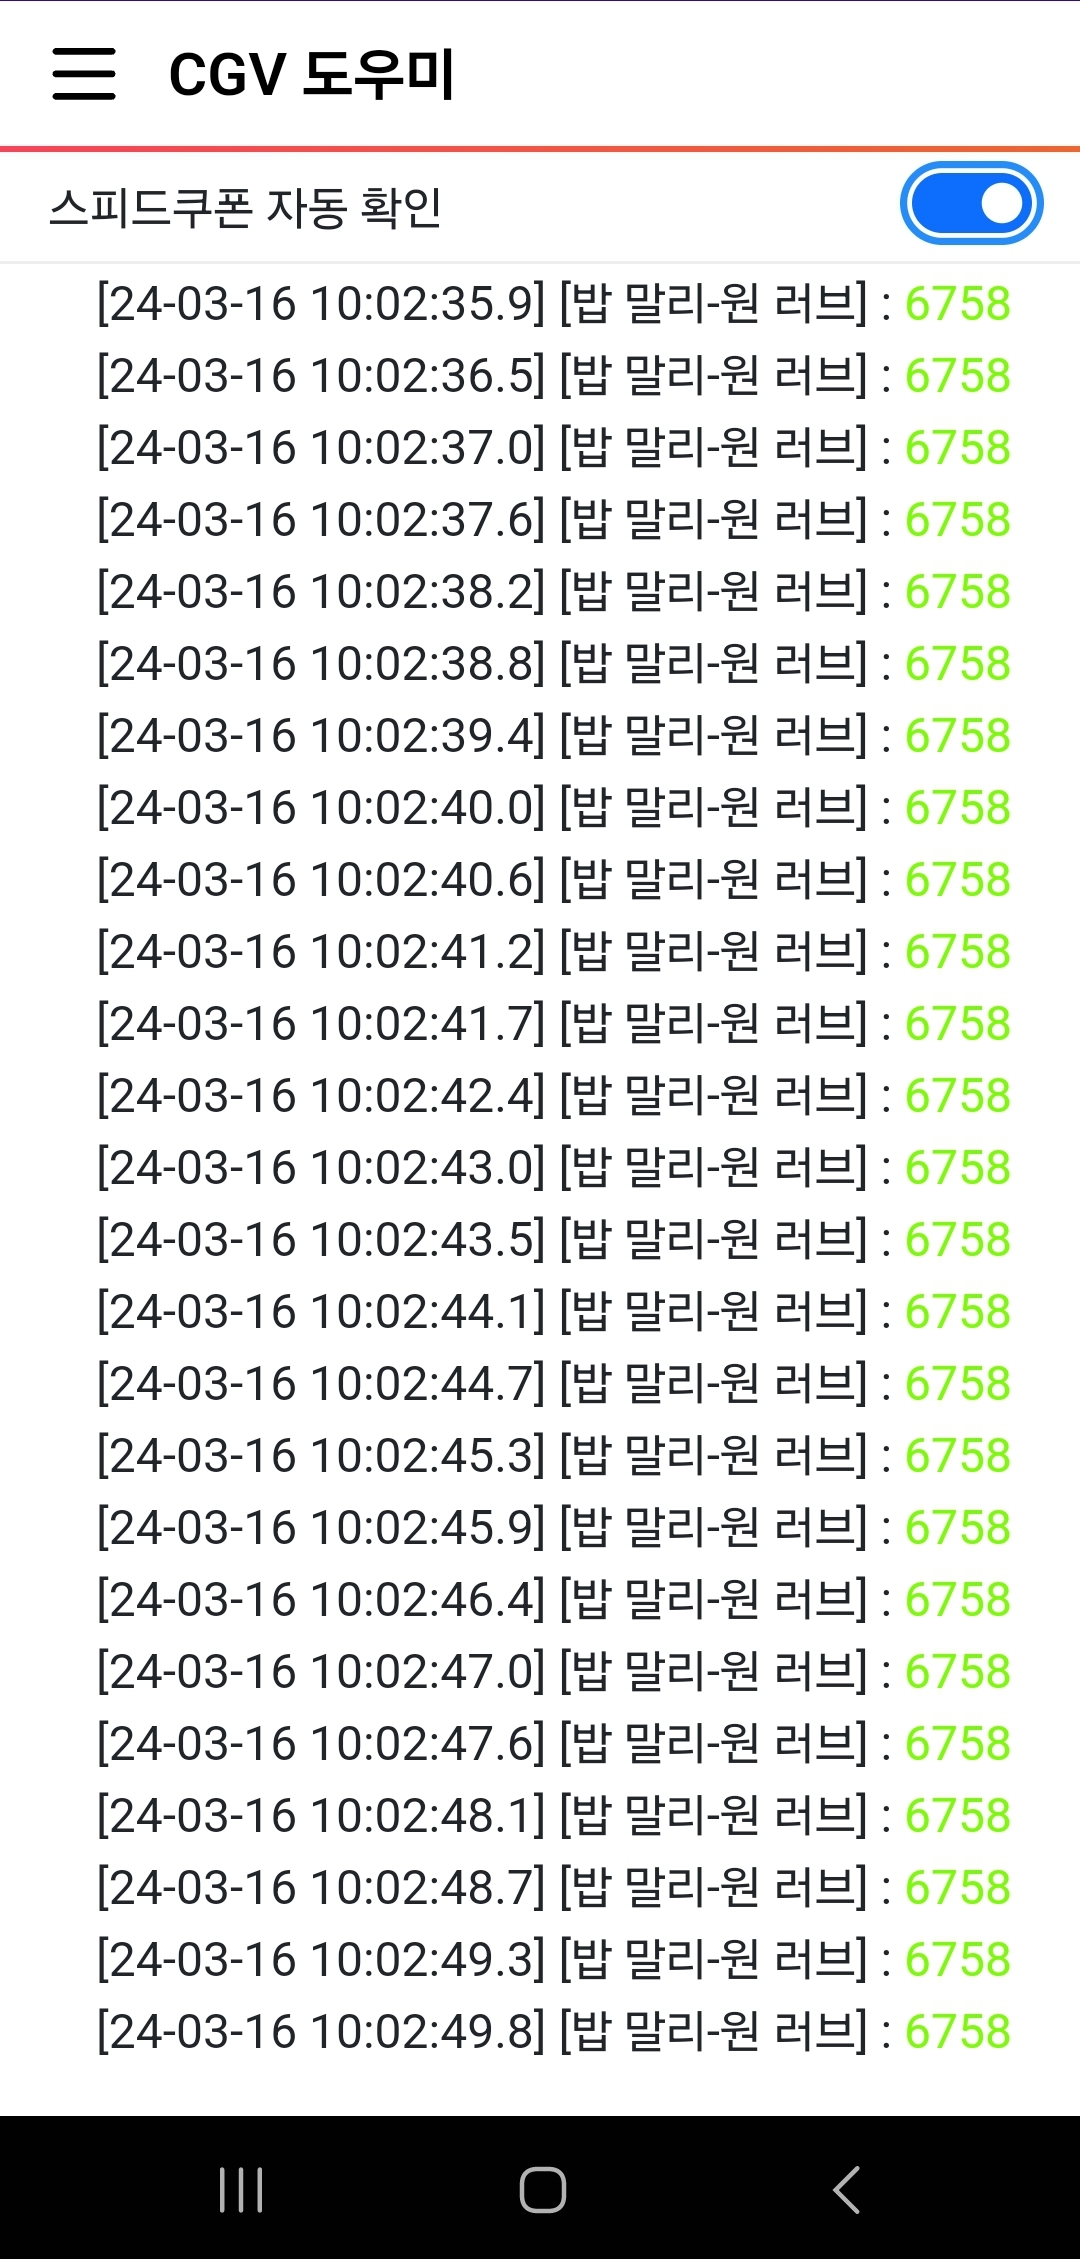 CGV 도우미
스피드쿠폰 자동 확인
[24-03-16 10:02:35.9] [밥 말리-원 러브] : 6758
[24-03-16 10:02:36.5] [밥 말리-원 러브] : 6758
[24-03-16 10:02:37.0] [밥 말리-원 러브] : 6758
[24-03-16 10:02:37.6] [밥 말리-원 러브] : 6758
[24-03-16 10:02:38.2] [밥 말리-원 러브] : 6758
[24-03-16 10:02:38.8] [밥 말리-원 러브] : 6758
[24-03-16 10:02:39.4] [밥 말리-원 러브] : 6758
[24-03-16 10:02:40.0] [밥 말리-원 러브] : 6758
[24-03-16 10:02:40.6] [밥 말리-원 러브] : 6758
[24-03-16 10:02:41.2] [밥 말리-원 러브] : 6758
[24-03-16 10:02:41.7] [밥 말리-원 러브] : 6758
[24-03-16 10:02:42.4] [밥 말리-원 러브] : 6758
[24-03-16 10:02:43.0] [밥 말리-원 러브] : 6758
[24-03-16 10:02:43.5] [밥 말리-원 러브] : 6758
[24-03-16 10:02:44.1] [밥 말리-원 러브] : 6758
[24-03-16 10:02:44.7] [밥 말리-원 러브] : 6758
[24-03-16 10:02:45.3] [밥 말리-원 러브] : 6758
[24-03-16 10:02:45.9] [밥 말리-원 러브] : 6758
[24-03-16 10:02:46.4] [밥 말리-원 러브] : 6758
[24-03-16 10:02:47.0] [밥 말리-원 러브] : 6758
[24-03-16 10:02:47.6] [밥 말리-원 러브] : 6758
[24-03-16 10:02:48.1] [밥 말리-원 러브] : 6758
[24-03-16 10:02:48.7] [밥 말리-원 러브] : 6758
[24-03-16 10:02:49.3] [밥 말리-원 러브] : 6758
[24-03-16 10:02:49.8] [밥 말리-원 러브] : 6758